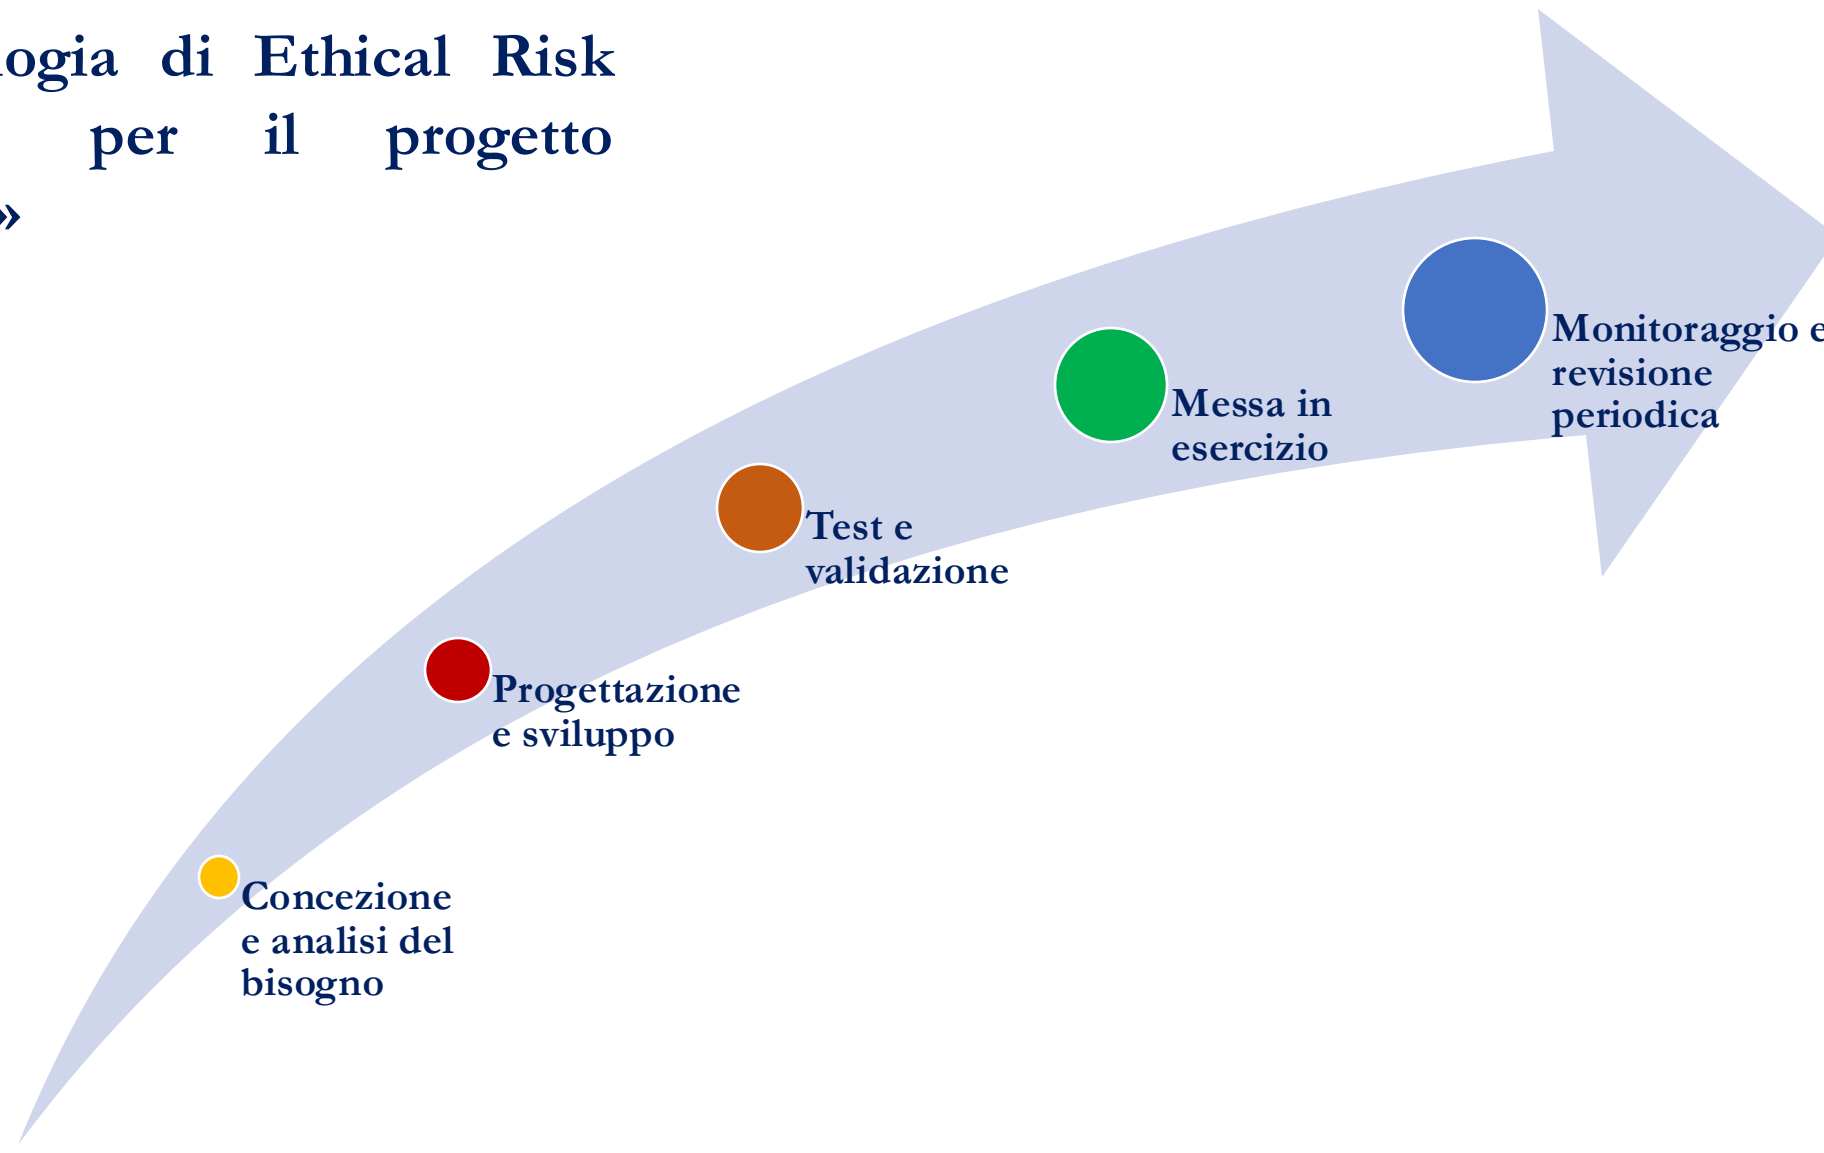 ogia di Ethical Risk
per il progetto
»
Monitoraggio e
revisione
periodica
Messa in
esercizio
Test e
validazione
Progettazione
e sviluppo
Concezione
e analisi del
bisogno